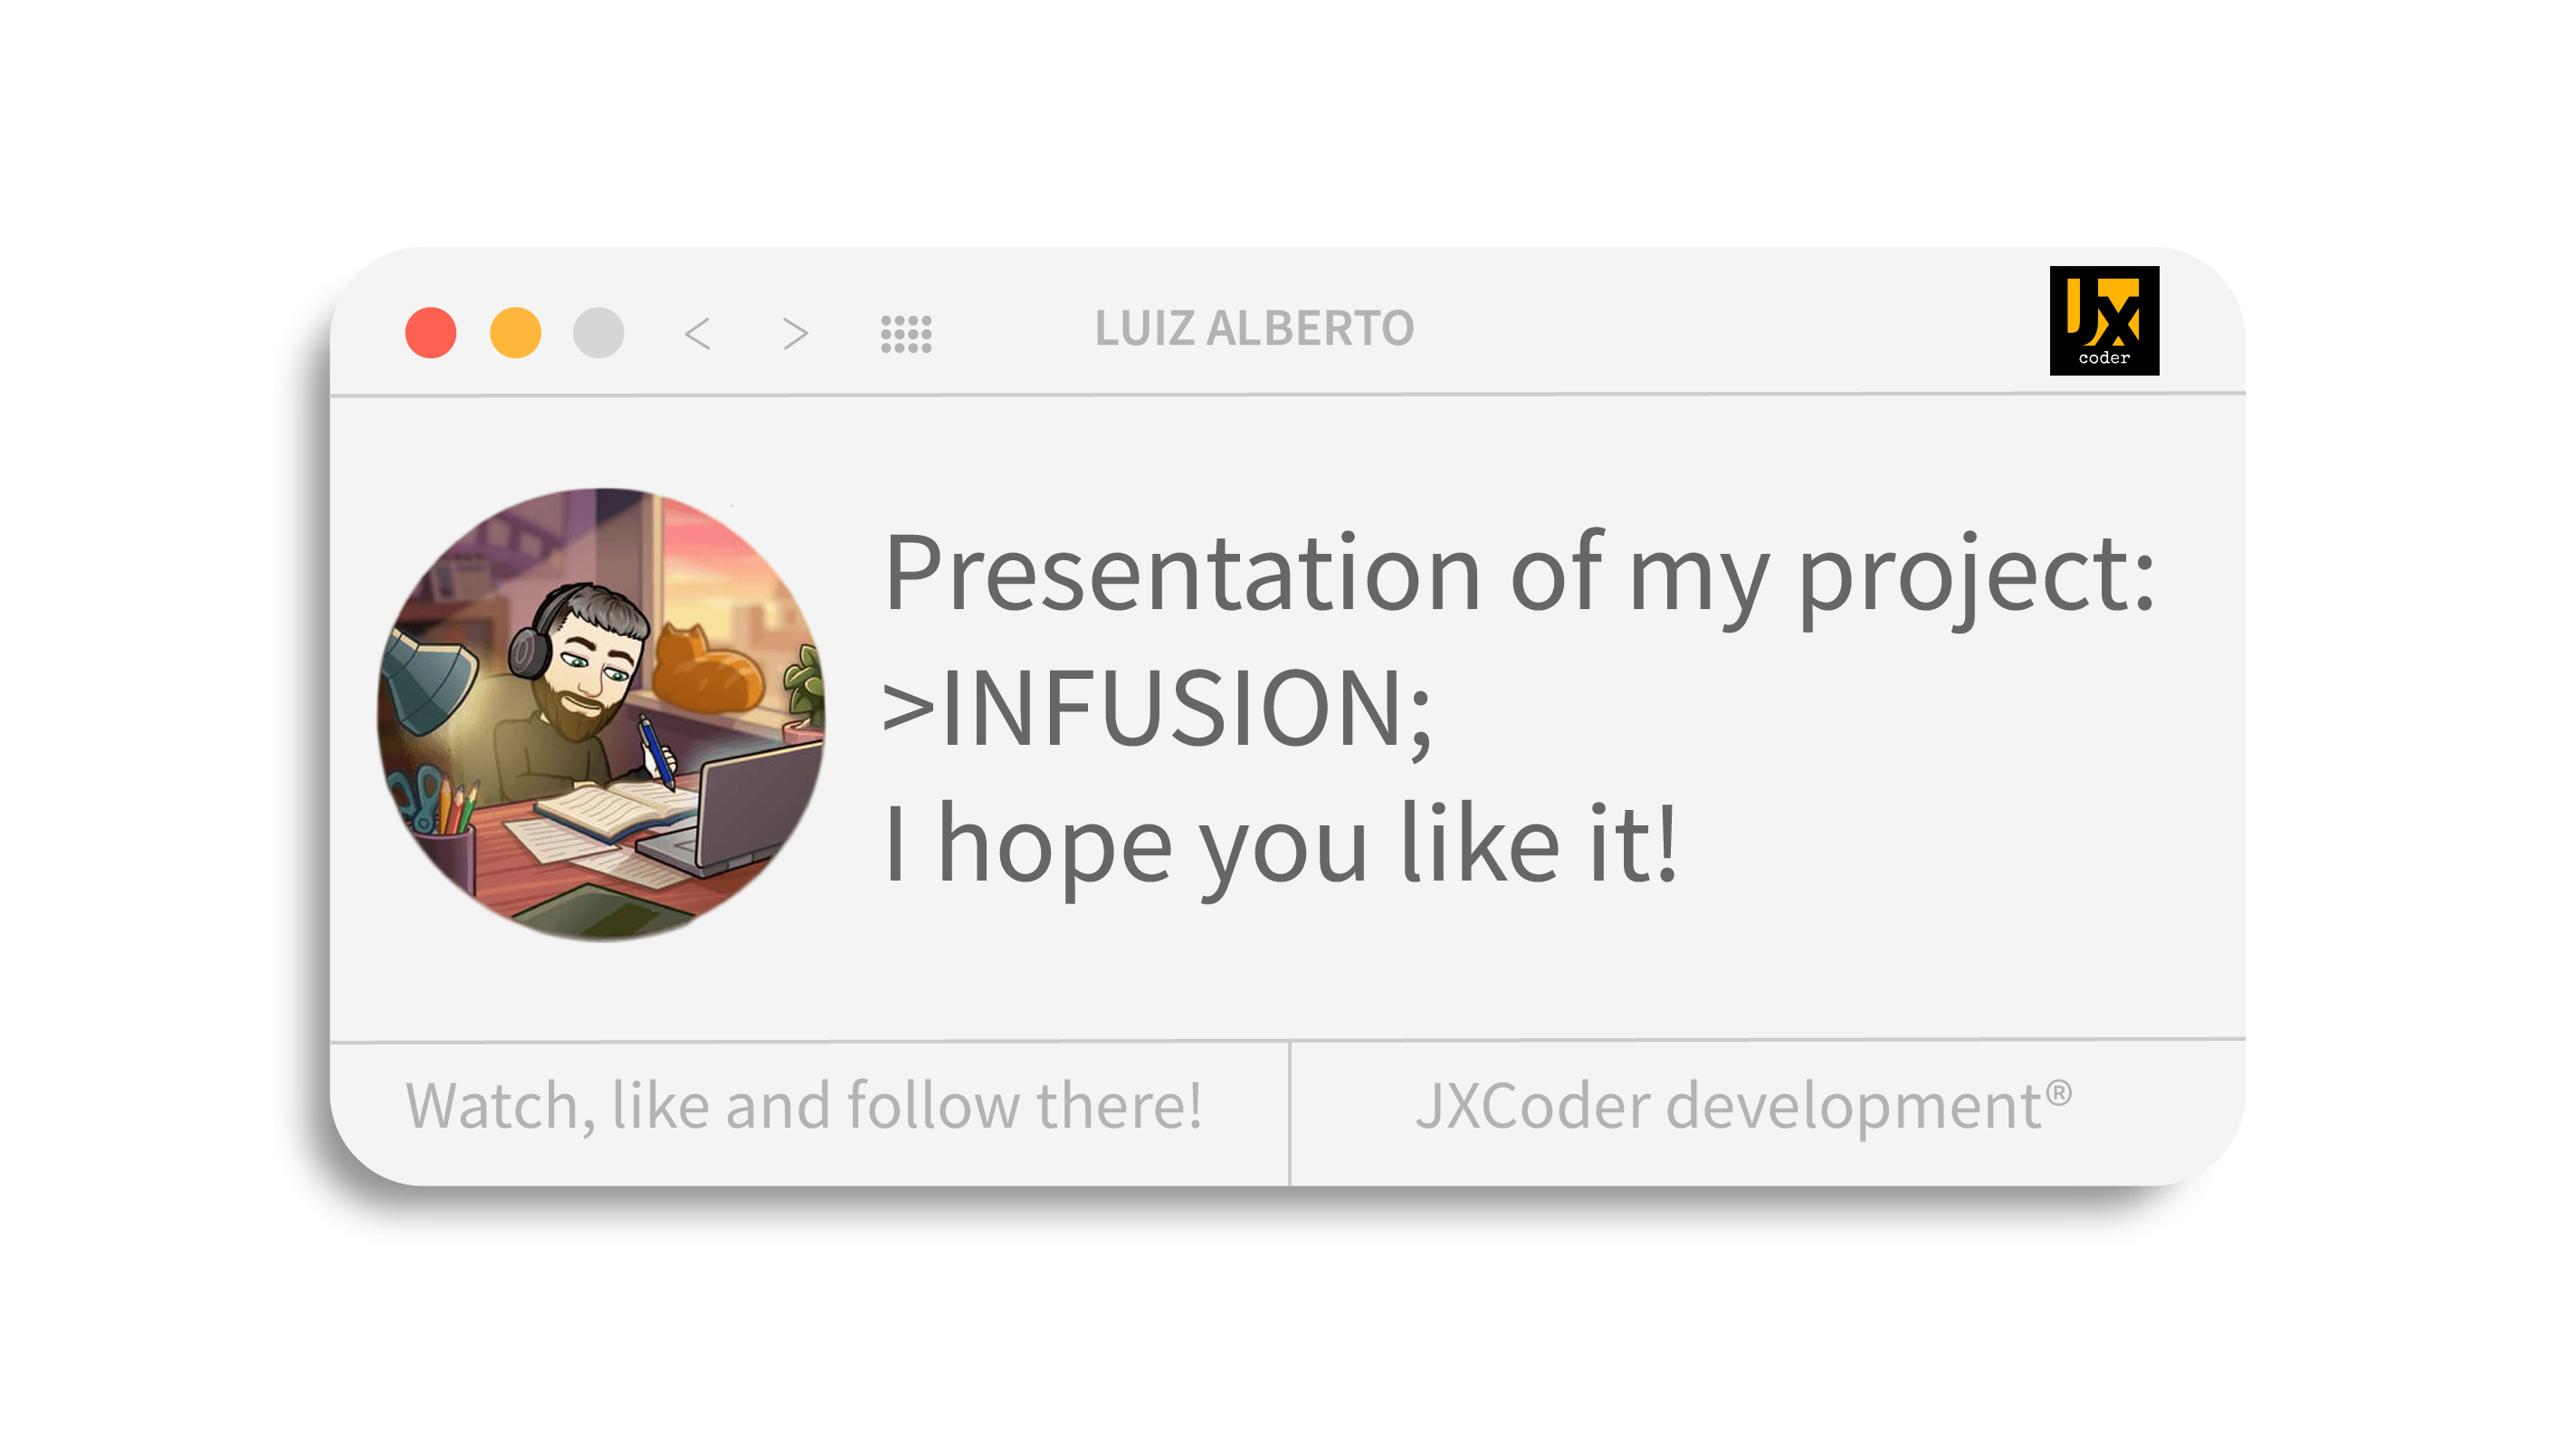 < > LUIZ ALBERTO
JX
coder
Presentation of my project:
>INFUSION;
I hope you like it!
Watch, like and follow there!
JXCoder development®